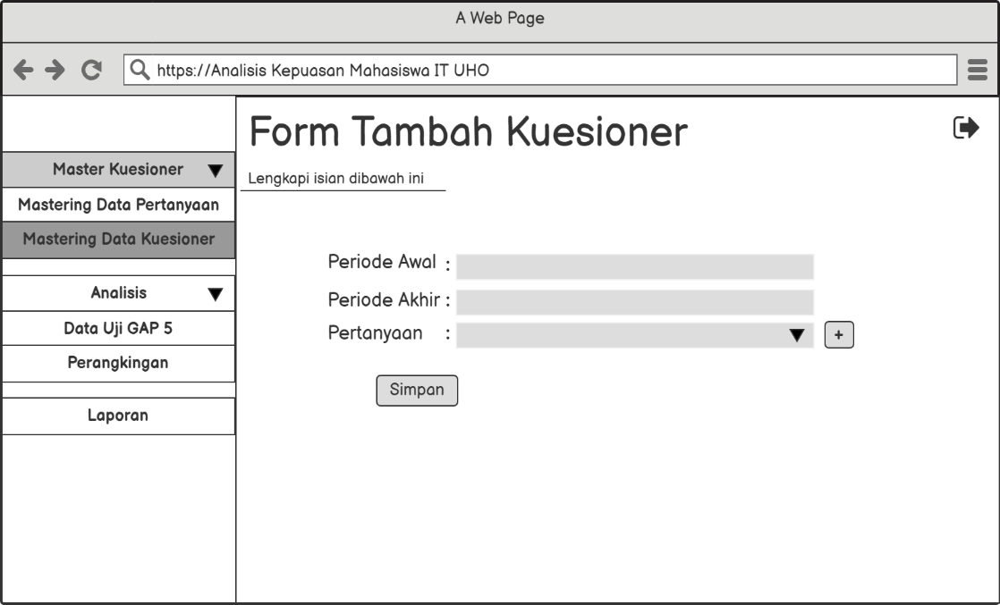 A Web Page
https://Analisis Kepuasan Mahasiswa IT UHO
Master Kuesioner
Mastering Data Pertanyaan
Mastering Data Kuesioner
Analisis
Data Uji GAP 5
Perangkingan
Laporan
Form Tambah Kuesioner
Lengkapi isian dibawah ini
Periode Awal :
Periode Akhir :
Pertanyaan : +
Simpan